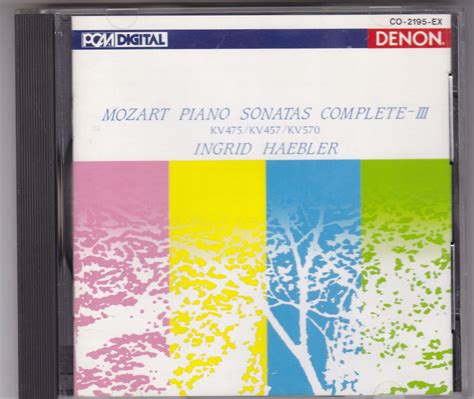 CO-2195-EX
PCM DIGITAL DENON
MOZART PIANO SONATAS COMPLETE-III
KV475/KV457/KV570
INGRID HAEBLER